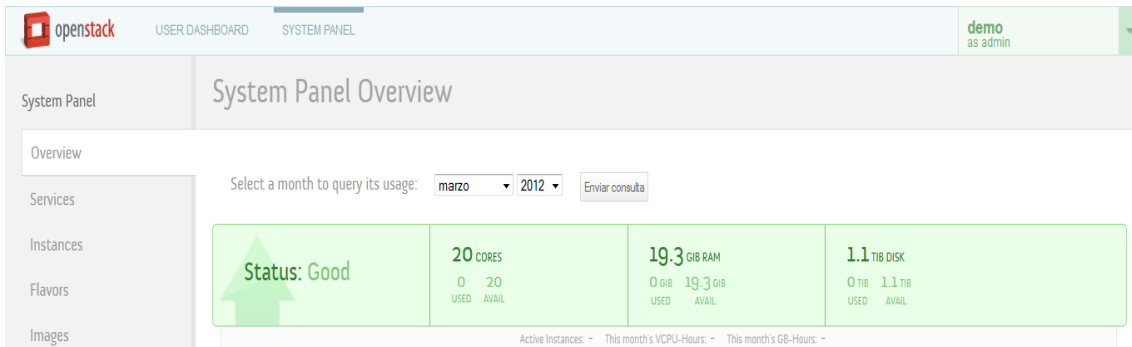 openstack USER DASHBOARD SYSTEM PANEL demo
as admin
System Panel
System Panel Overview
Overview
Select a month to query its usage: marzo 2012 Enviar consulta
Services
Instances
Flavors
Images
Status: Good
20 CORES
0 20
USED AVAIL
19.3 GIB RAM
0 GIB 19.3 GIB
USED AVAIL
1.1 TIB DISK
0 TIB 1.1 TIB
USED AVAIL
Active Instances: - This month's VCPU-Hours: - This month's GB-Hours: -